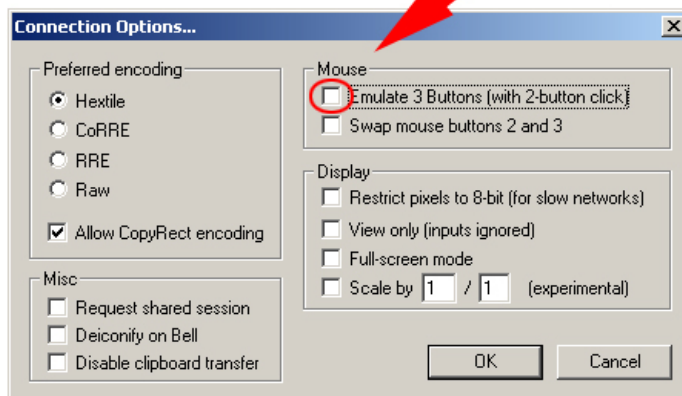 Connection Options...
Preferred encoding
Hextile
CoRRE
RRE
Raw
Allow CopyRect encoding
Misc
Request shared session
Deiconify on Bell
Disable clipboard transfer
Mouse
Emulate 3 Buttons (with 2-button click)
Swap mouse buttons 2 and 3
Display
Restrict pixels to 8-bit (for slow networks)
View only (inputs ignored)
Full-screen mode
Scale by 1 / 1 (experimental)
OK Cancel